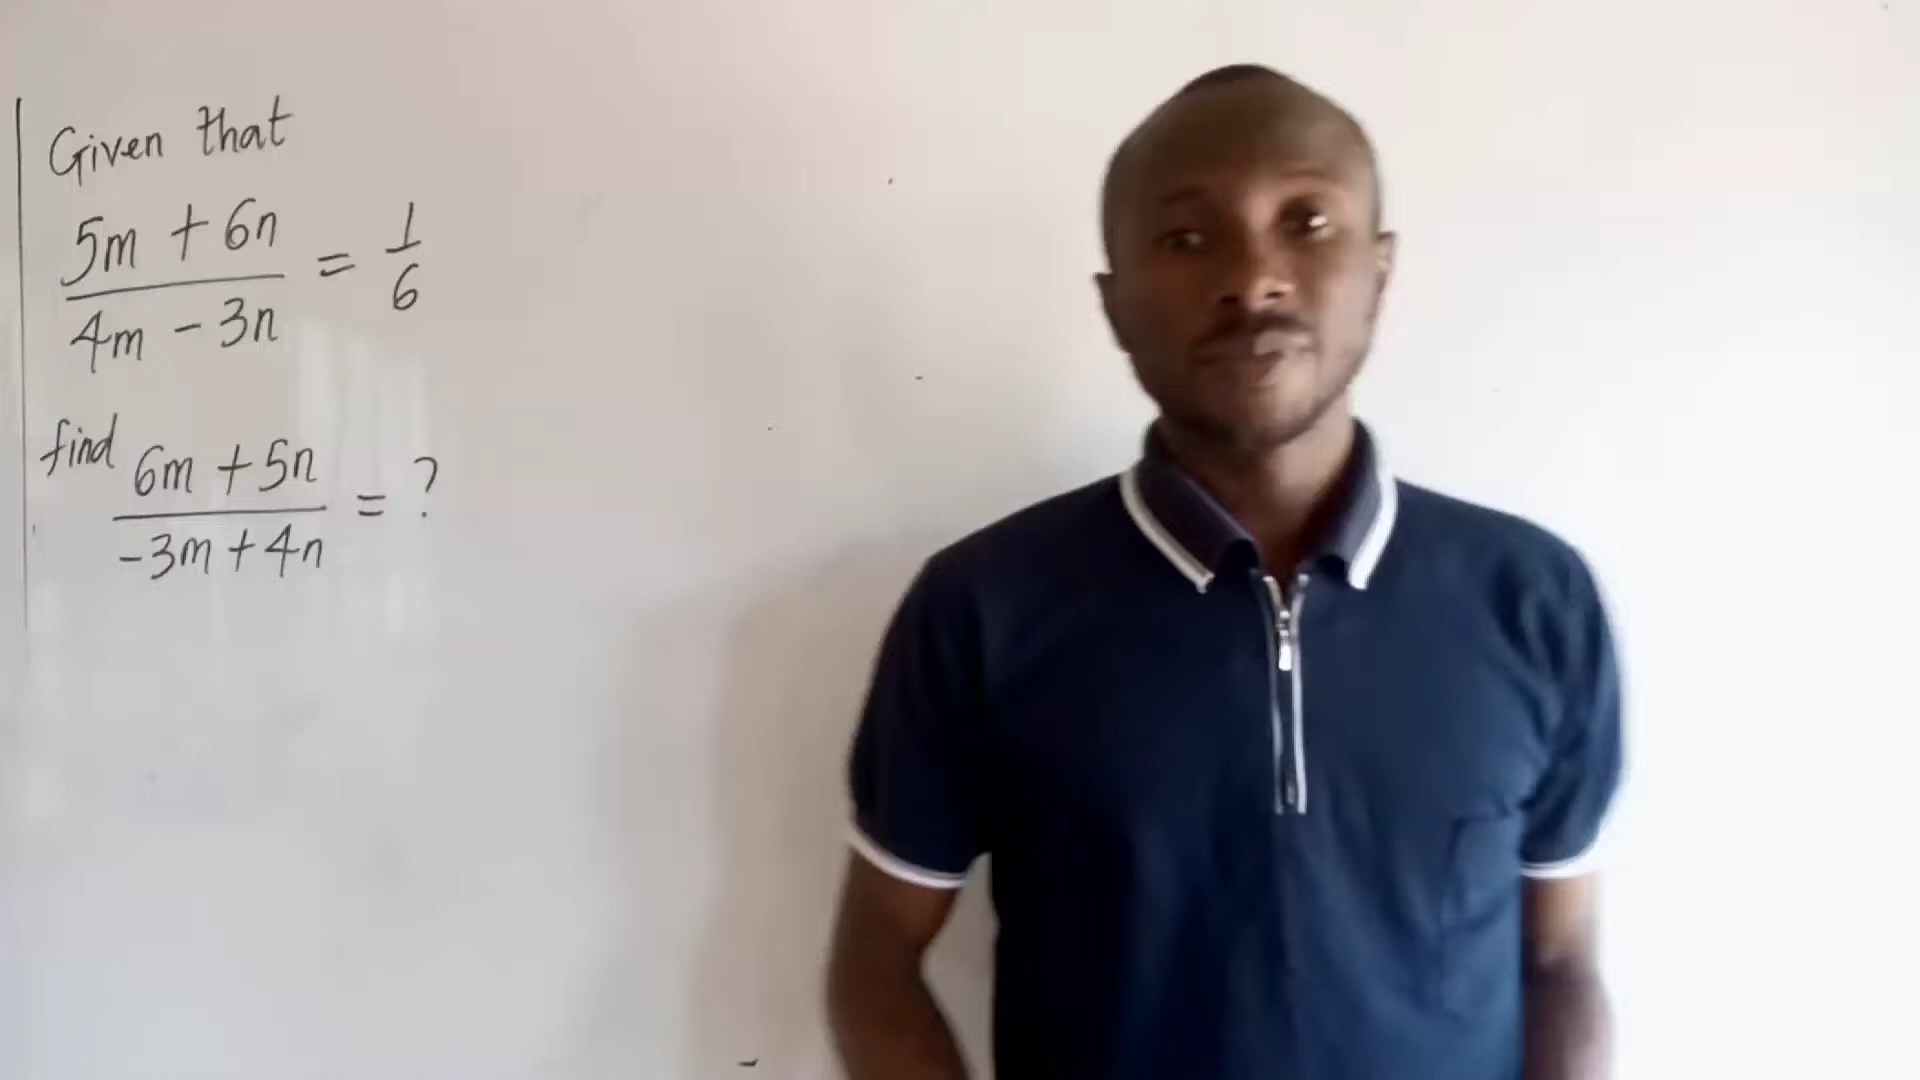 Given that
5m + 6n
4m - 3n
= 1/6
find 6m + 5n
-3m + 4n
= ?